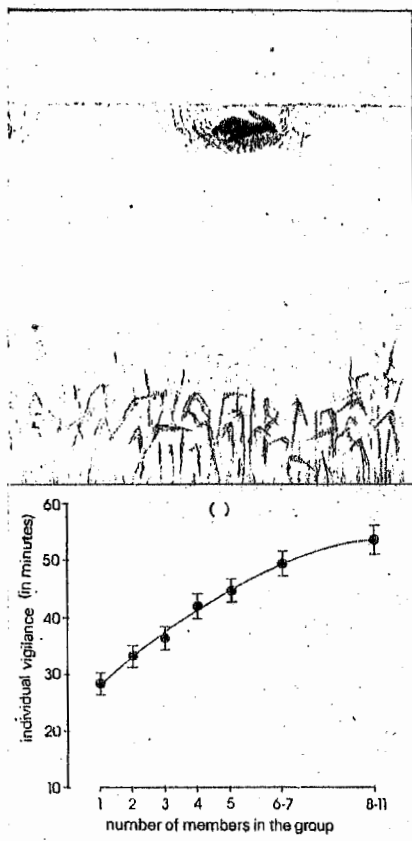 ( )
60
50
40
30
20
10
individual vigilance (in minutes)
1 2 3 4 5 6-7 8-11
number of members in the group